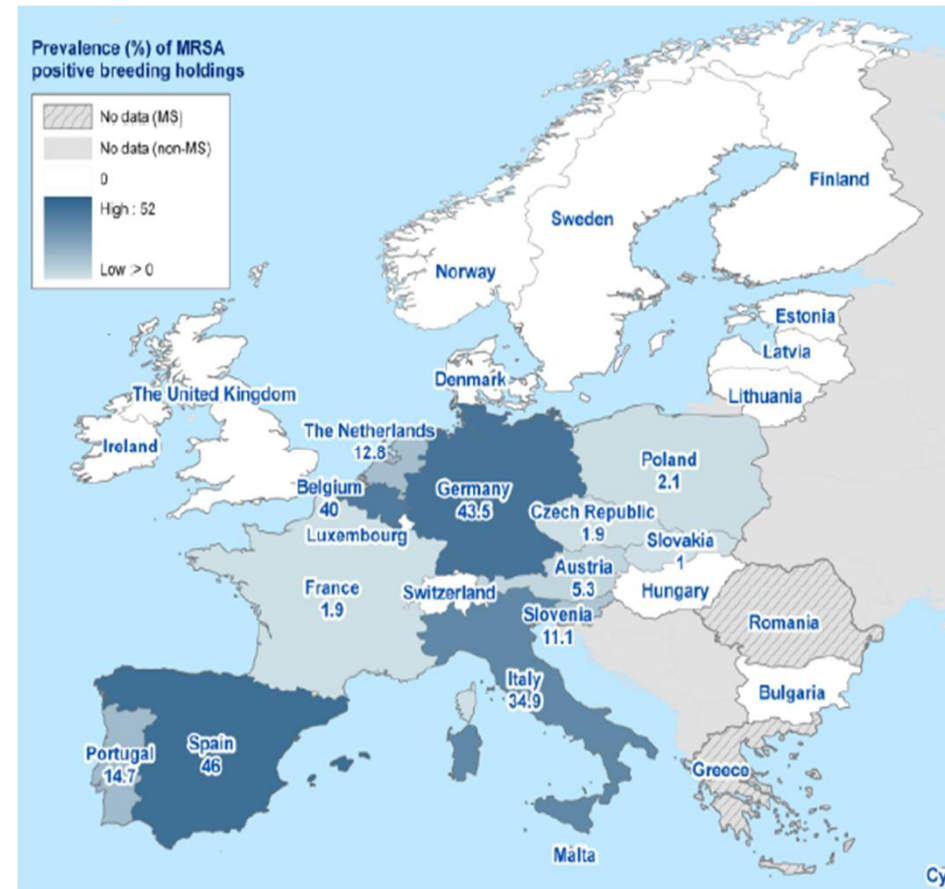 Prevalence (%) of MRSA
positive breeding holdings
No data (MS)
No data (non-MS)
0
High : 52
Low :> 0
Finland
Sweden
Norway
Estonia
Latvia
Lithuania
Denmark
The United Kingdom
Ireland
The Netherlands
12.8
Belgium
40
Luxembourg
Germany
43.5
Poland
2.1
Czech Republic
1.9
Slovakia
1
Austria
5.3
Hungary
France
1.9
Switzerland
Slovenia
11.1
Romania
Italy
34.9
Bulgaria
Portugal
14.7
Spain
46
Greece
Malta
Cy